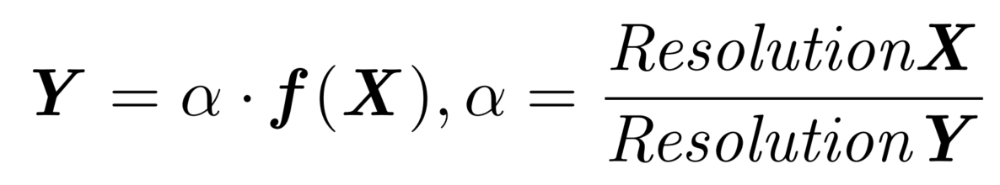 Y = α · f(X), α = ResolutionX / ResolutionY